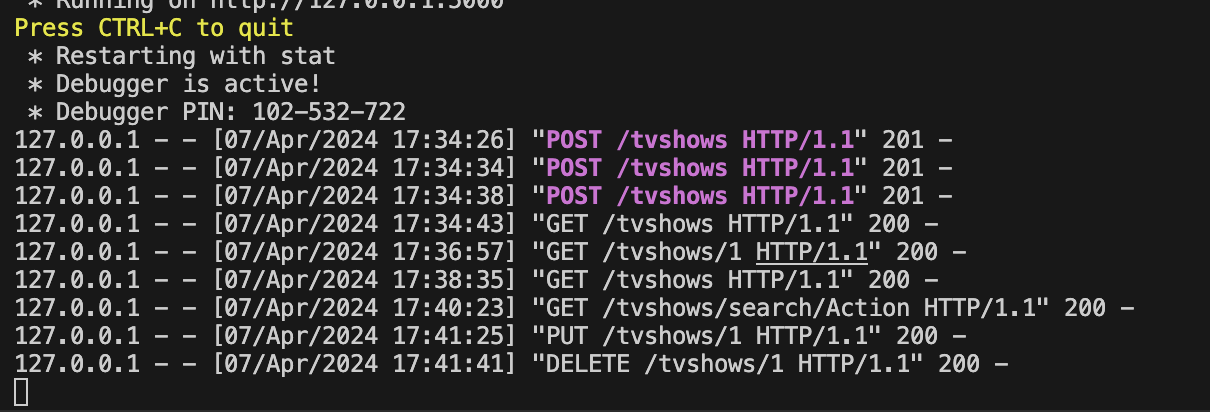 * Running on http://127.0.0.1:5000
Press CTRL+C to quit
* Restarting with stat
* Debugger is active!
* Debugger PIN: 102-532-722
127.0.0.1 - - [07/Apr/2024 17:34:26] "POST /tvshows HTTP/1.1" 201 -
127.0.0.1 - - [07/Apr/2024 17:34:34] "POST /tvshows HTTP/1.1" 201 -
127.0.0.1 - - [07/Apr/2024 17:34:38] "POST /tvshows HTTP/1.1" 201 -
127.0.0.1 - - [07/Apr/2024 17:34:43] "GET /tvshows HTTP/1.1" 200 -
127.0.0.1 - - [07/Apr/2024 17:36:57] "GET /tvshows/1 HTTP/1.1" 200 -
127.0.0.1 - - [07/Apr/2024 17:38:35] "GET /tvshows HTTP/1.1" 200 -
127.0.0.1 - - [07/Apr/2024 17:40:23] "GET /tvshows/search/Action HTTP/1.1" 200 -
127.0.0.1 - - [07/Apr/2024 17:41:25] "PUT /tvshows/1 HTTP/1.1" 200 -
127.0.0.1 - - [07/Apr/2024 17:41:41] "DELETE /tvshows/1 HTTP/1.1" 200 -